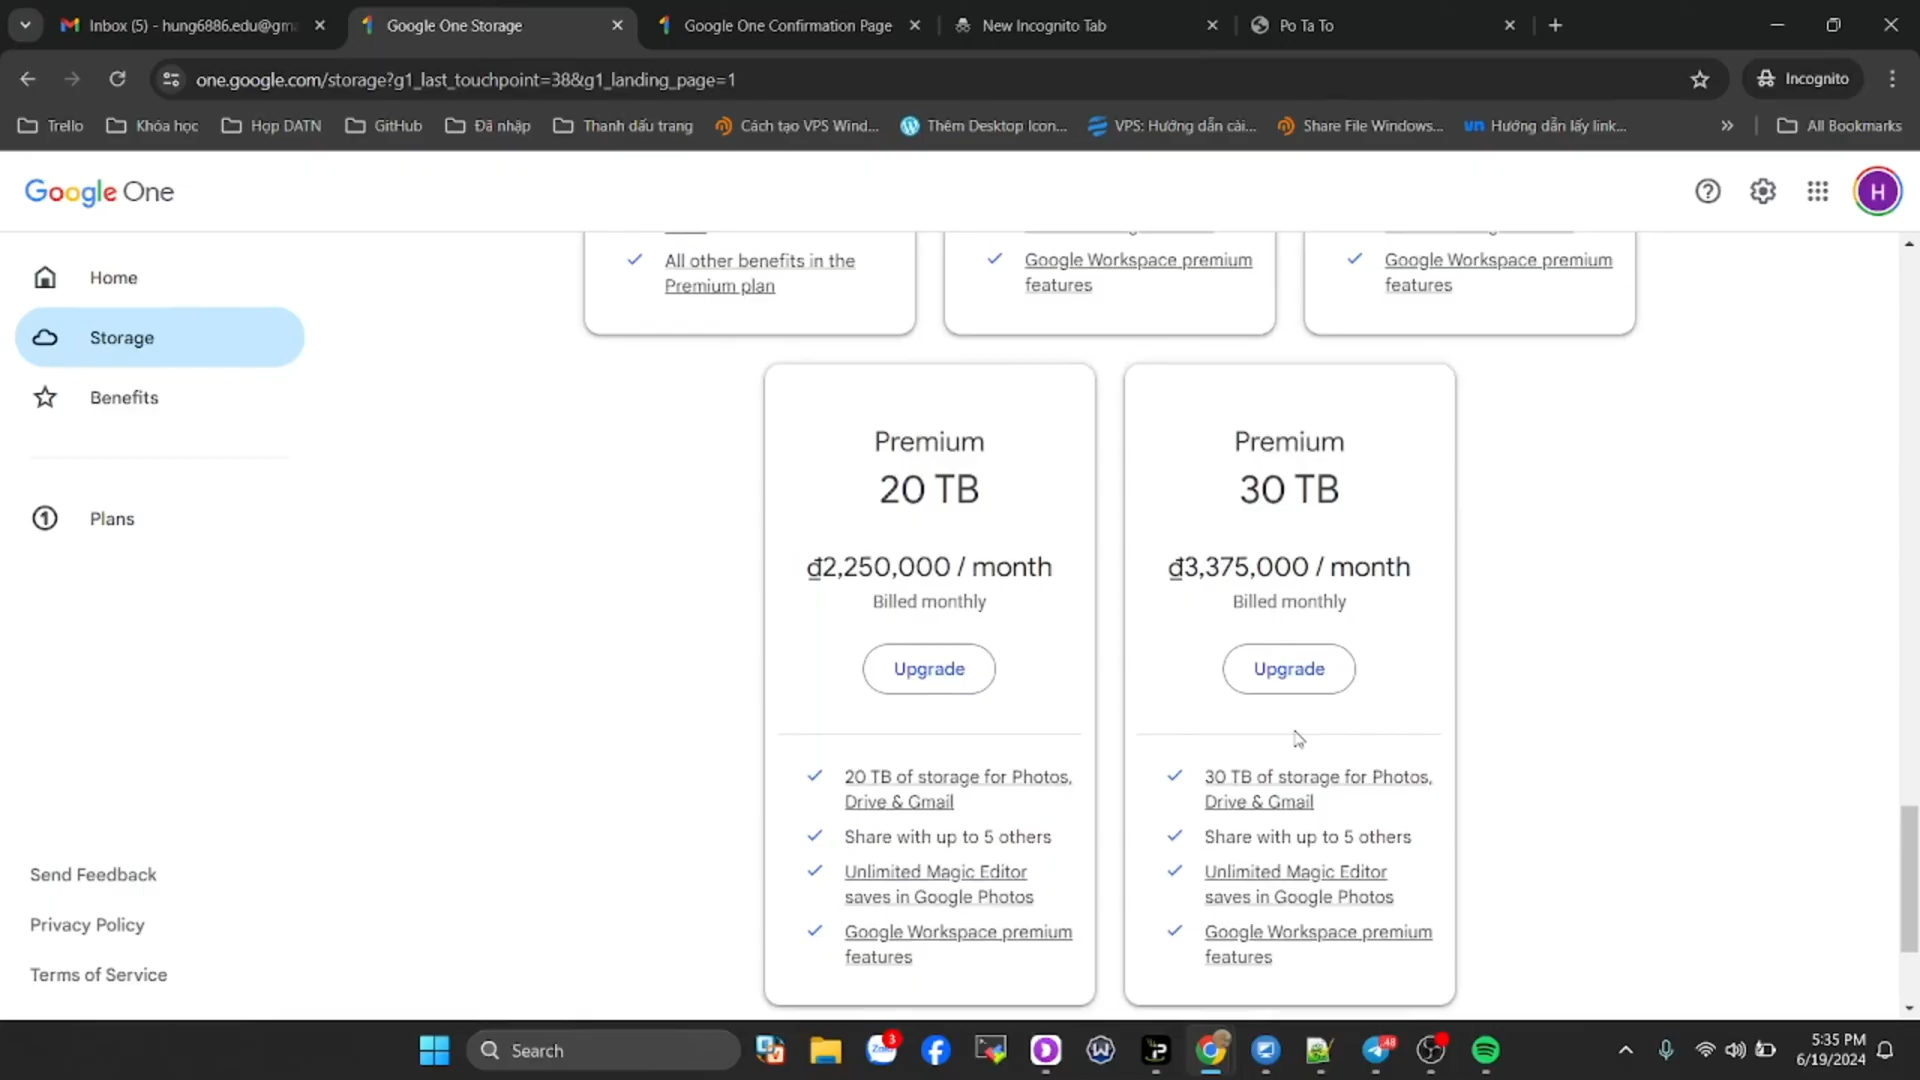 Inbox (5) - hung6886.edu@gma
Google One Storage
Google One Confirmation Page
New Incognito Tab
Po Ta To
one.google.com/storage?g1_last_touchpoint=38&g1_landing_page=1
Incognito
Trello
Khóa học
Họp DATN
GitHub
Đã nhập
Thanh dấu trang
Cách tạo VPS Wind...
Thêm Desktop Icon...
VPS: Hướng dẫn cài...
Share File Windows...
Hướng dẫn lấy link...
All Bookmarks
Google One
H
Home
Storage
Benefits
Plans
Send Feedback
Privacy Policy
Terms of Service
All other benefits in the
Premium plan
Google Workspace premium
features
Google Workspace premium
features
Premium
20 TB
₫2,250,000 / month
Billed monthly
Upgrade
20 TB of storage for Photos,
Drive & Gmail
Share with up to 5 others
Unlimited Magic Editor
saves in Google Photos
Google Workspace premium
features
Premium
30 TB
₫3,375,000 / month
Billed monthly
Upgrade
30 TB of storage for Photos,
Drive & Gmail
Share with up to 5 others
Unlimited Magic Editor
saves in Google Photos
Google Workspace premium
features
Search
Zalo
3
48
5:35 PM
6/19/2024